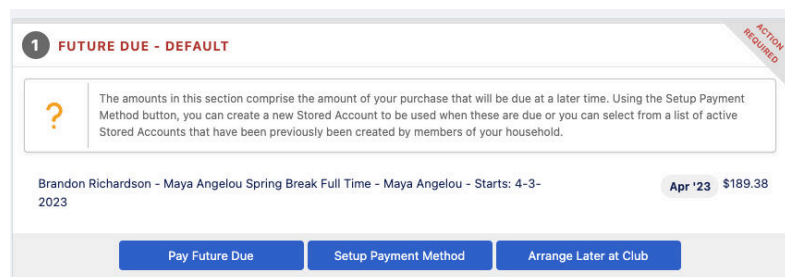 1 FUTURE DUE - DEFAULT
ACTION
REQUIRED
?
The amounts in this section comprise the amount of your purchase that will be due at a later time. Using the Setup Payment
Method button, you can create a new Stored Account to be used when these are due or you can select from a list of active
Stored Accounts that have been previously been created by members of your household.
Brandon Richardson - Maya Angelou Spring Break Full Time - Maya Angelou - Starts: 4-3-
2023
Apr '23 $189.38
Pay Future Due
Setup Payment Method
Arrange Later at Club